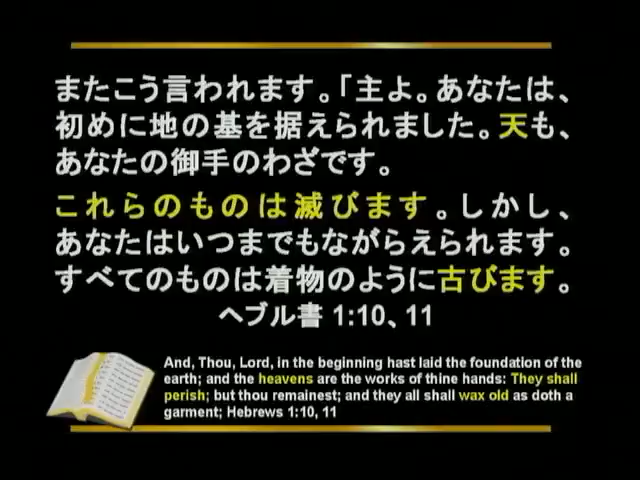 またこう言われます。「主よ。あなたは、
初めに地の基を据えられました。天も、
あなたの御手のわざです。
これらのものは滅びます。しかし、
あなたはいつまでもながらえられます。
すべてのものは着物のように古びます。
ヘブル書 1:10、11
And, Thou, Lord, in the beginning hast laid the foundation of the
earth; and the heavens are the works of thine hands: They shall
perish; but thou remainest; and they all shall wax old as doth a
garment; Hebrews 1:10, 11